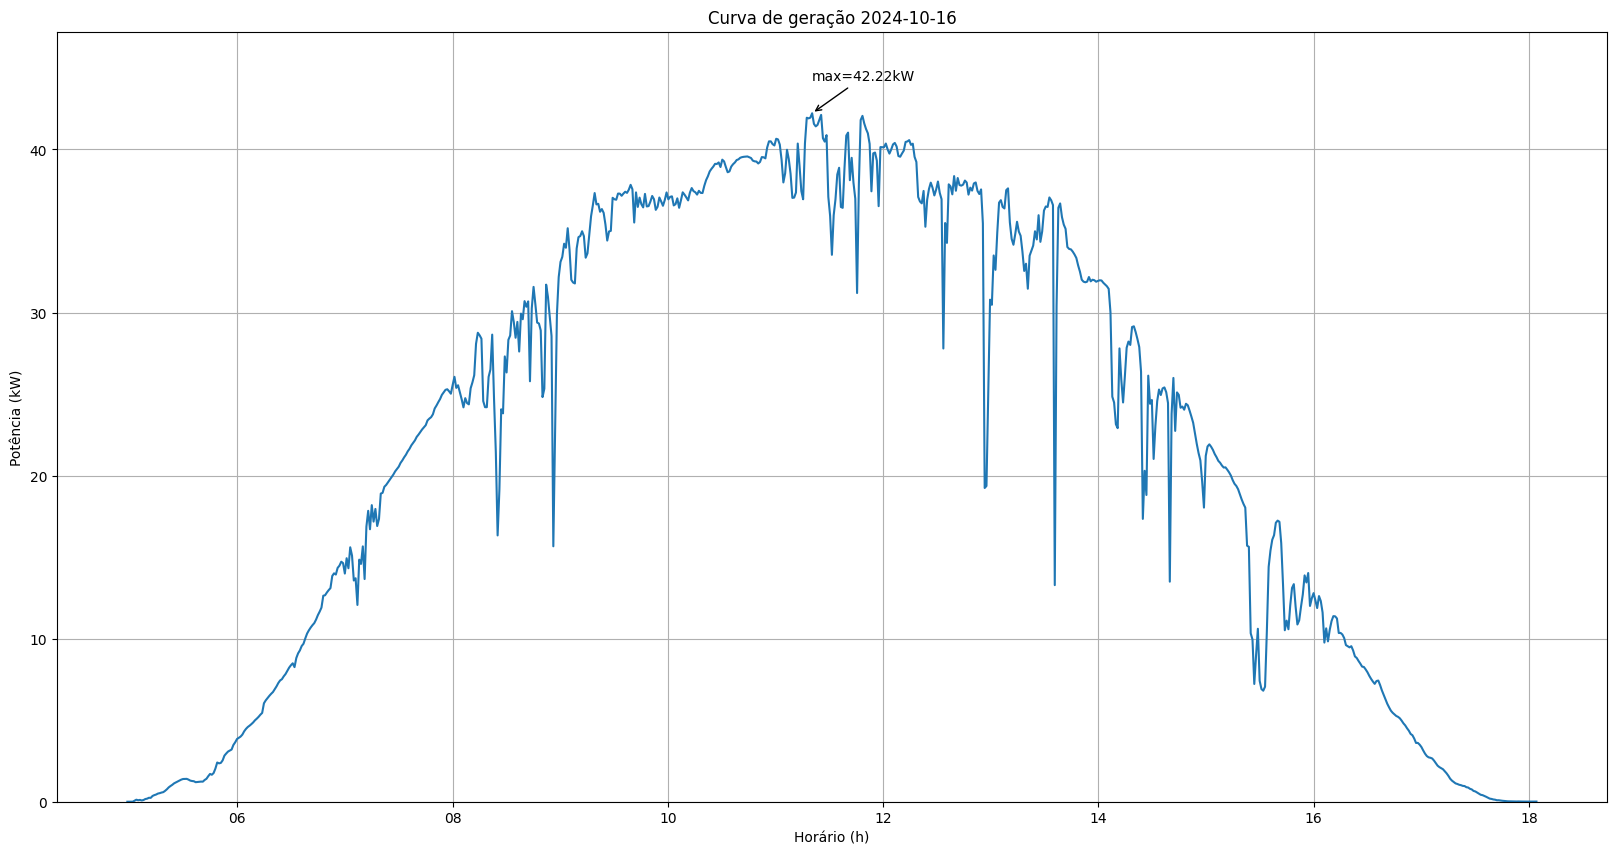 Curva de geração 2024-10-16
max=42.22kW
40
30
20
10
0
Potência (kW)
06 08 10 12 14 16 18
Horário (h)